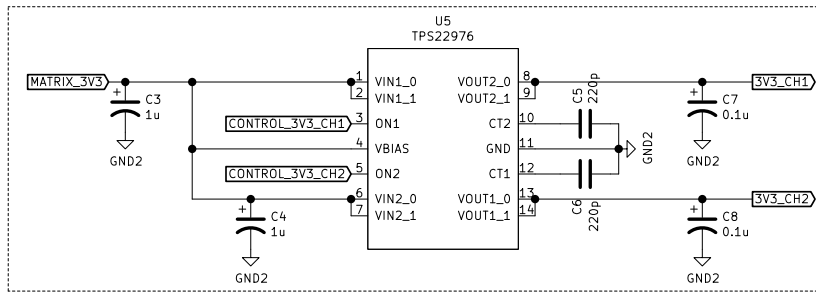 U5
TPS22976
MATRIX_3V3
C3
1u
GND2
CONTROL_3V3_CH1
CONTROL_3V3_CH2
C4
1u
GND2
1 VIN1_0
2 VIN1_1
3 ON1
4 VBIAS
5 ON2
6 VIN2_0
7 VIN2_1
VOUT2_0 8
VOUT2_1 9
CT2 10
GND 11
CT1 12
VOUT1_0 13
VOUT1_1 14
C5
220p
C6
220p
GND2
3V3_CH1
C7
0.1u
GND2
3V3_CH2
C8
0.1u
GND2